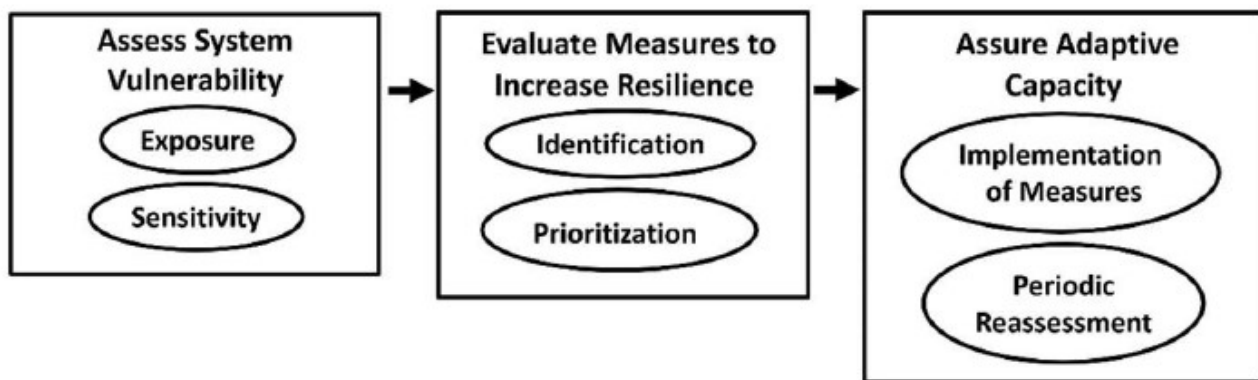 Assess System
Vulnerability
Exposure
Sensitivity
Evaluate Measures to
Increase Resilience
Identification
Prioritization
Assure Adaptive
Capacity
Implementation
of Measures
Periodic
Reassessment